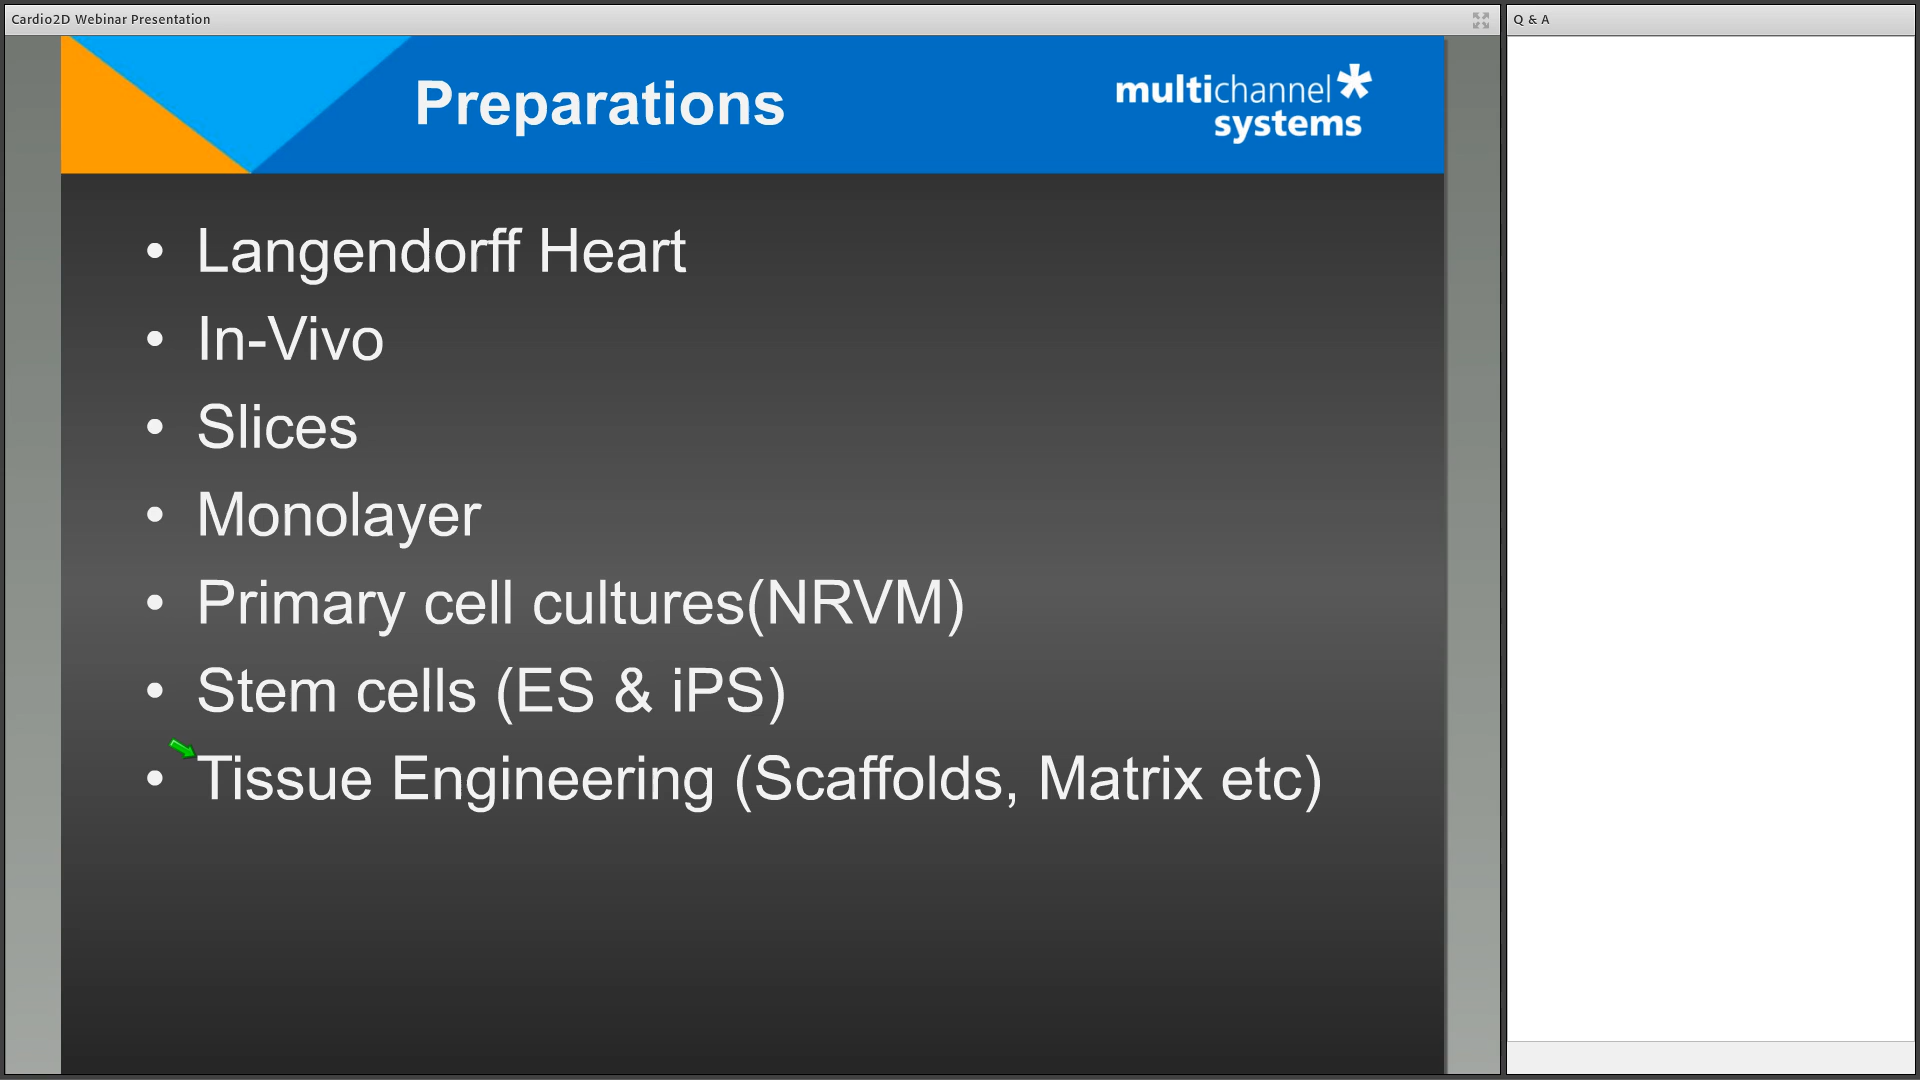 Cardio2D Webinar Presentation
Q & A
Preparations
multichannel
systems
• Langendorff Heart
• In-Vivo
• Slices
• Monolayer
• Primary cell cultures(NRVM)
• Stem cells (ES & iPS)
• Tissue Engineering (Scaffolds, Matrix etc)